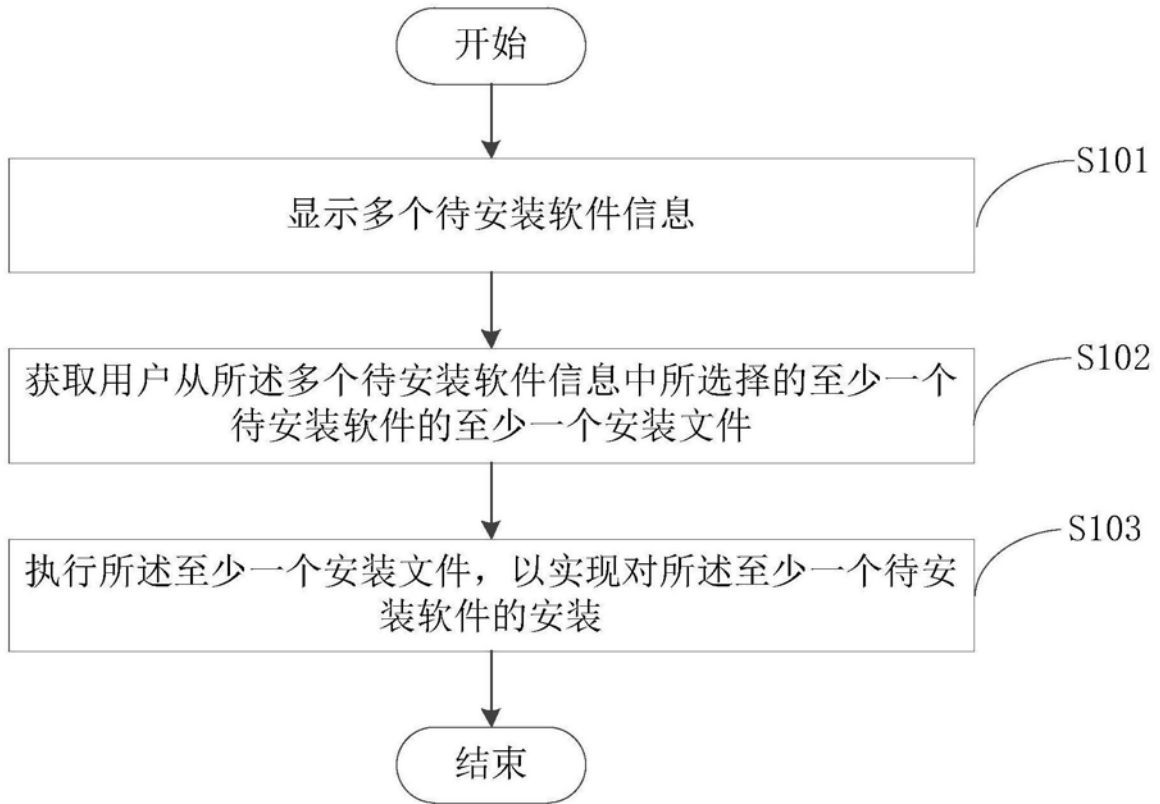 开始
S101
显示多个待安装软件信息
S102
获取用户从所述多个待安装软件信息中所选择的至少一个
待安装软件的至少一个安装文件
S103
执行所述至少一个安装文件，以实现对所述至少一个待安
装软件的安装
结束